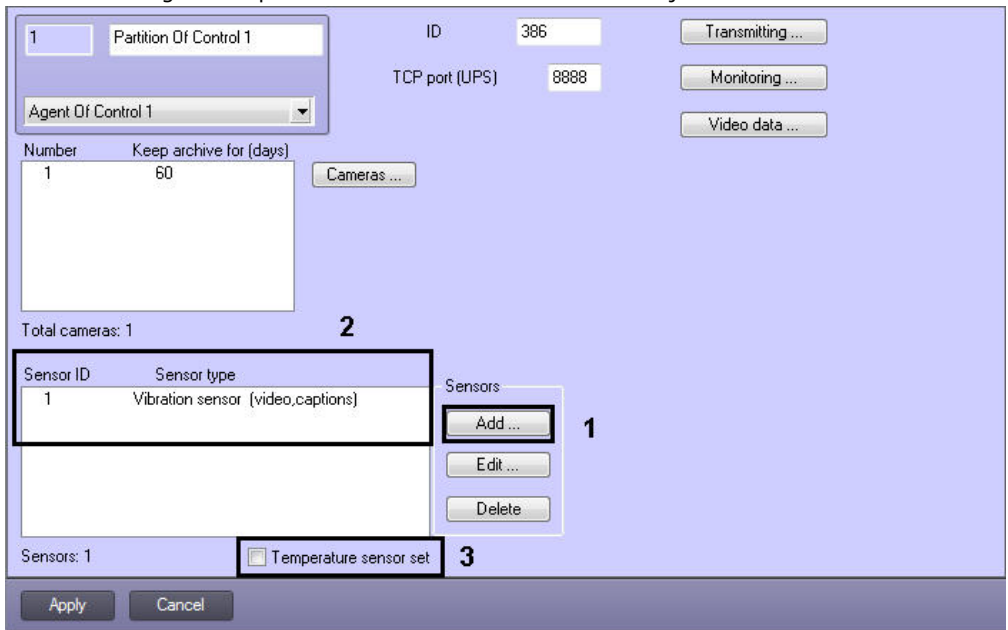 1 Partition Of Control 1 ID 386 Transmitting ...
TCP port (UPS) 8888 Monitoring ...
Agent Of Control 1 Video data ...
Number Keep archive for (days)
1 60 Cameras ...
Total cameras: 1 2
Sensor ID Sensor type Sensors
1 Vibration sensor (video,captions)
Add ... 1
Edit ...
Delete
Sensors: 1 Temperature sensor set 3
Apply Cancel